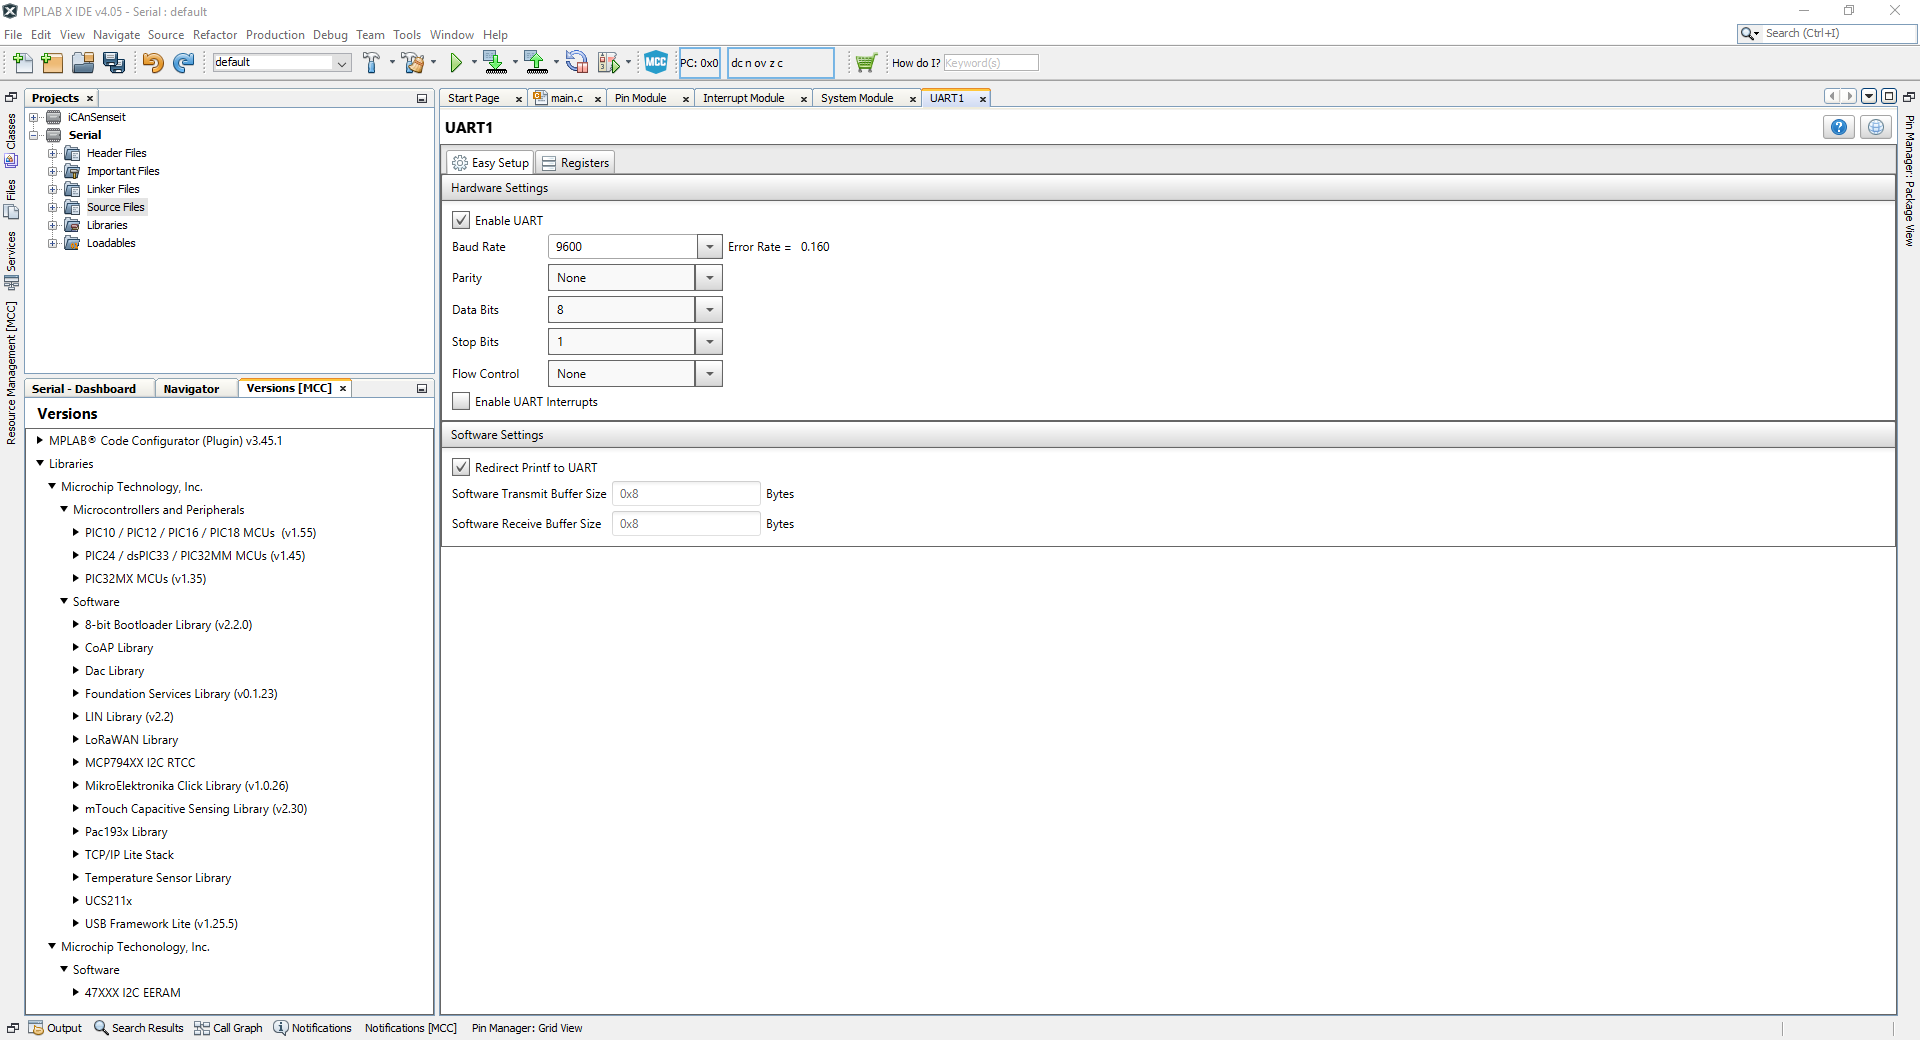 MPLAB X IDE v4.05 - Serial : default
File Edit View Navigate Source Refactor Production Debug Team Tools Window Help
Search (Ctrl+I)
default
MCC
PC: 0x0
dc n ov z c
How do I? Keyword(s)
Projects
Start Page
main.c
Pin Module
Interrupt Module
System Module
UART1
Classes
Files
Services
Resource Management [MCC]
iCAnSenseit
Serial
Header Files
Important Files
Linker Files
Source Files
Libraries
Loadables
Serial - Dashboard
Navigator
Versions [MCC]
Versions
MPLAB® Code Configurator (Plugin) v3.45.1
Libraries
Microchip Technology, Inc.
Microcontrollers and Peripherals
PIC10 / PIC12 / PIC16 / PIC18 MCUs (v1.55)
PIC24 / dsPIC33 / PIC32MM MCUs (v1.45)
PIC32MX MCUs (v1.35)
Software
8-bit Bootloader Library (v2.2.0)
CoAP Library
Dac Library
Foundation Services Library (v0.1.23)
LIN Library (v2.2)
LoRaWAN Library
MCP794XX I2C RTCC
MikroElektronika Click Library (v1.0.26)
mTouch Capacitive Sensing Library (v2.30)
Pac193x Library
TCP/IP Lite Stack
Temperature Sensor Library
UCS211x
USB Framework Lite (v1.25.5)
Microchip Techonology, Inc.
Software
47XXX I2C EERAM
UART1
Easy Setup
Registers
Hardware Settings
Enable UART
Baud Rate 9600 Error Rate = 0.160
Parity None
Data Bits 8
Stop Bits 1
Flow Control None
Enable UART Interrupts
Software Settings
Redirect Printf to UART
Software Transmit Buffer Size 0x8 Bytes
Software Receive Buffer Size 0x8 Bytes
Pin Manager: Package View
Output
Search Results
Call Graph
Notifications
Notifications [MCC]
Pin Manager: Grid View